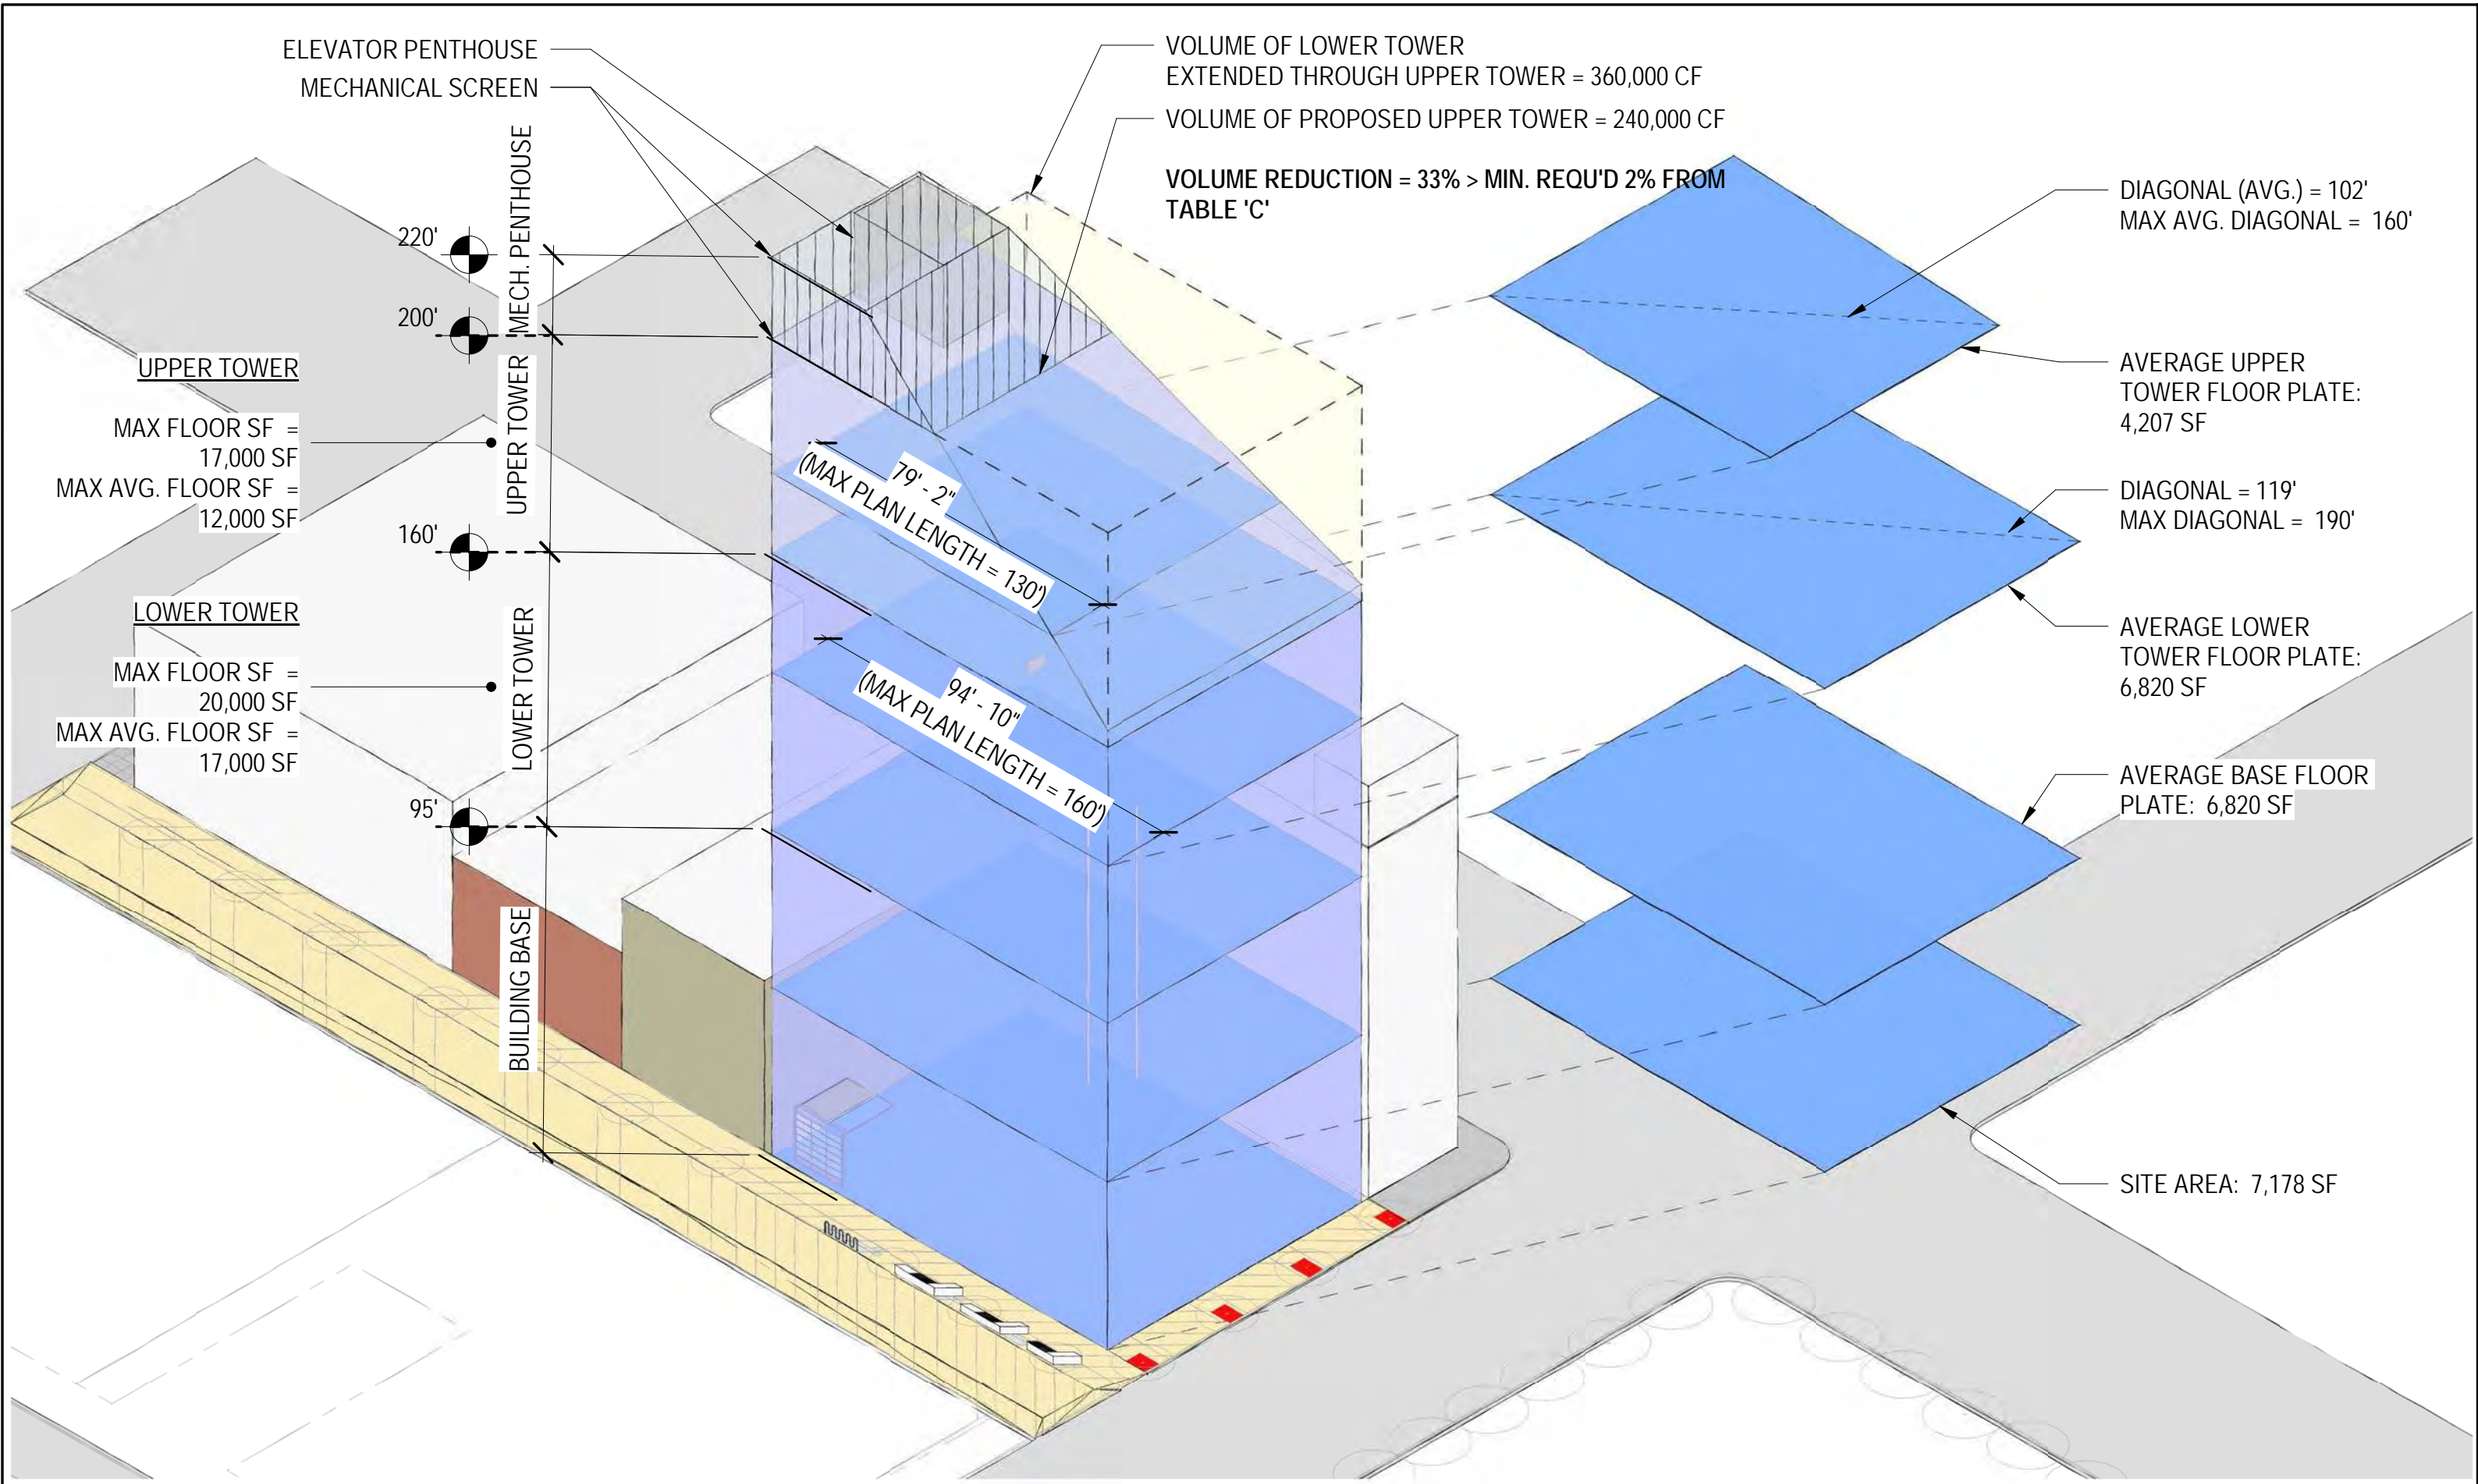 ELEVATOR PENTHOUSE
MECHANICAL SCREEN
VOLUME OF LOWER TOWER
EXTENDED THROUGH UPPER TOWER = 360,000 CF
VOLUME OF PROPOSED UPPER TOWER = 240,000 CF
VOLUME REDUCTION = 33% > MIN. REQU'D 2% FROM
TABLE 'C'
DIAGONAL (AVG.) = 102'
MAX AVG. DIAGONAL = 160'
AVERAGE UPPER
TOWER FLOOR PLATE:
4,207 SF
DIAGONAL = 119'
MAX DIAGONAL = 190'
AVERAGE LOWER
TOWER FLOOR PLATE:
6,820 SF
AVERAGE BASE FLOOR
PLATE: 6,820 SF
SITE AREA: 7,178 SF
MECH. PENTHOUSE
220'
200'
UPPER TOWER
UPPER TOWER
MAX FLOOR SF =
17,000 SF
MAX AVG. FLOOR SF =
12,000 SF
160'
LOWER TOWER
LOWER TOWER
MAX FLOOR SF =
20,000 SF
MAX AVG. FLOOR SF =
17,000 SF
95'
BUILDING BASE
79' - 2"
(MAX PLAN LENGTH = 130')
94' - 10"
(MAX PLAN LENGTH = 160')